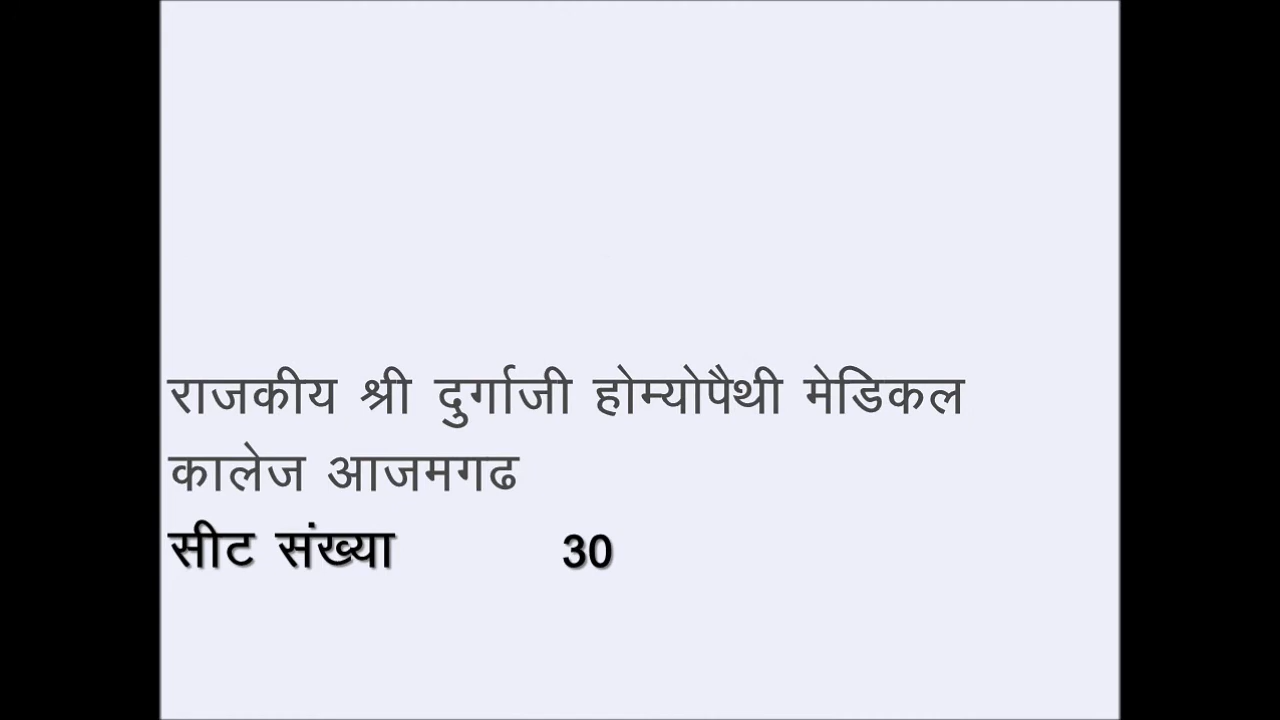 राजकीय श्री दुर्गाजी होम्योपैथी मेडिकल
कालेज आजमगढ
सीट संख्या 30